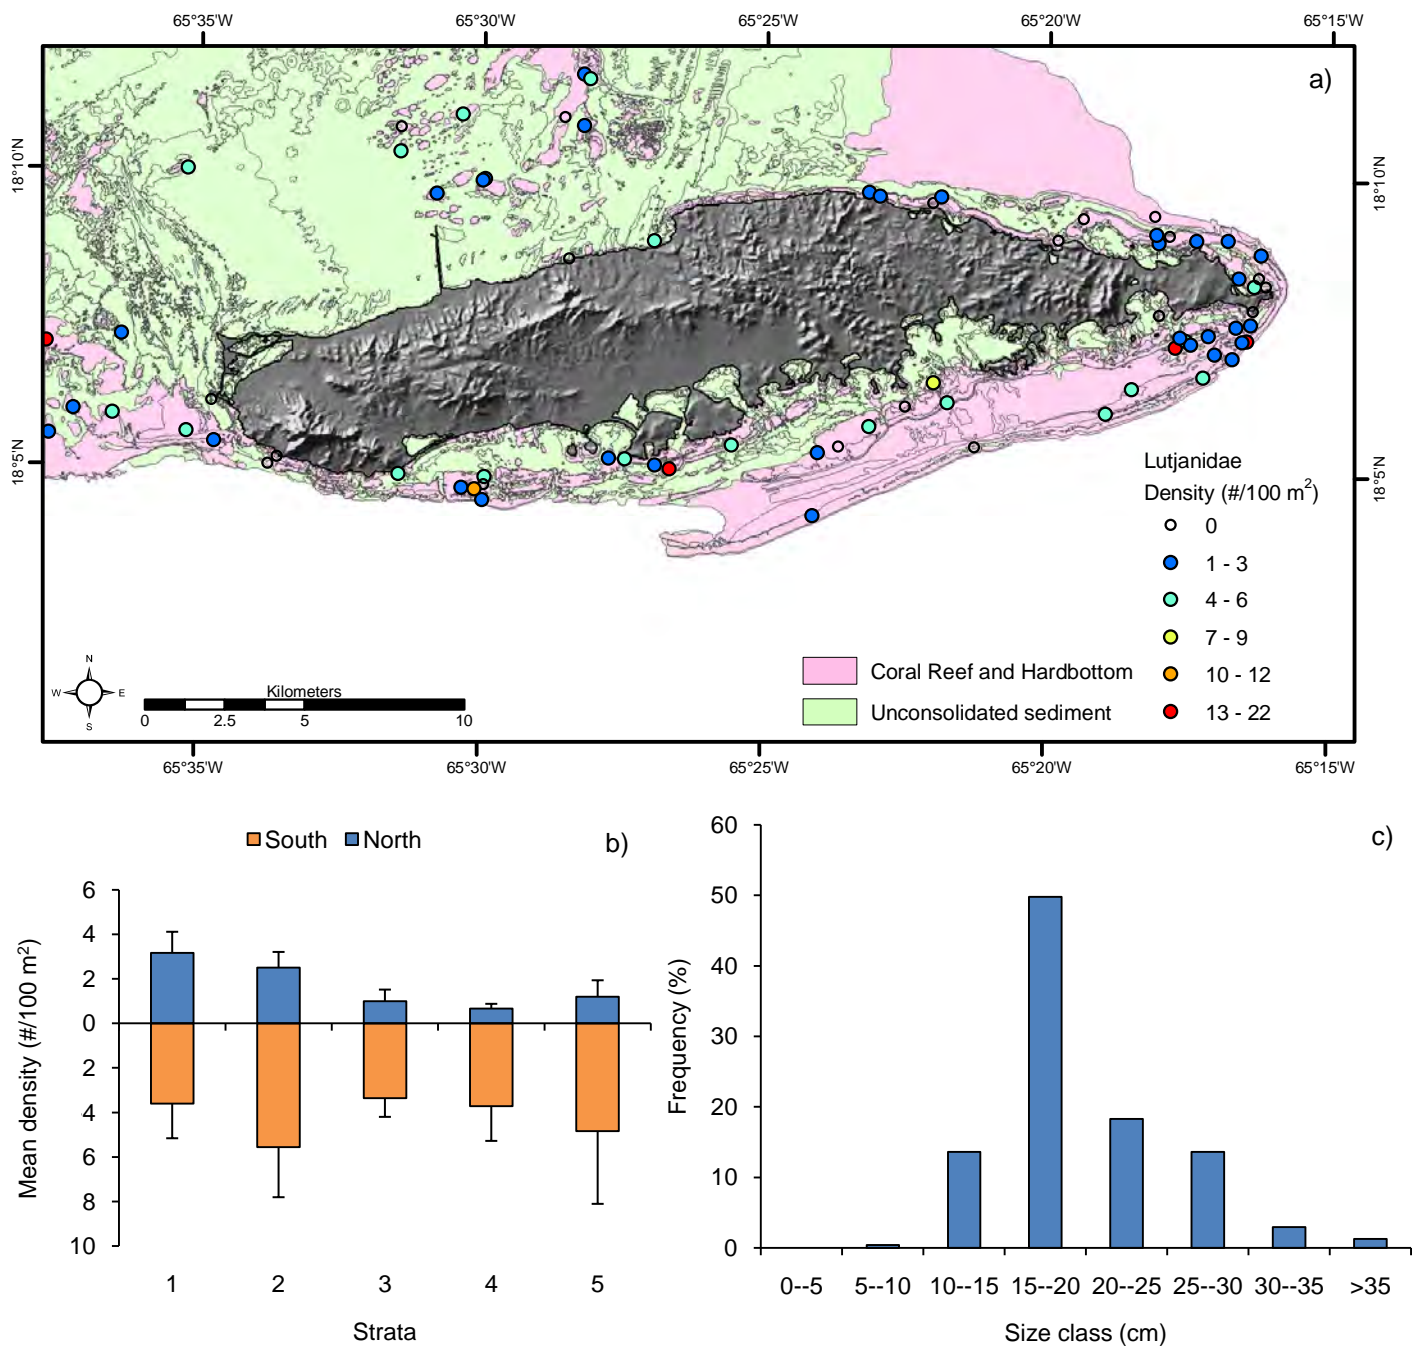 65°35'W 65°30'W 65°25'W 65°20'W 65°15'W
a)
18°10'N 18°10'N
18°5'N 18°5'N
Lutjanidae
Density (#/100 m²)
0
1 - 3
4 - 6
7 - 9
10 - 12
13 - 22
Coral Reef and Hardbottom
Unconsolidated sediment
N
W E
S
Kilometers
0 2.5 5 10
65°35'W 65°30'W 65°25'W 65°20'W 65°15'W
South North
b)
Mean density (#/100 m²)
6
4
2
0
2
4
6
8
10
1 2 3 4 5
Strata
c)
Frequency (%)
60
50
40
30
20
10
0
0--5 5--10 10--15 15--20 20--25 25--30 30--35 >35
Size class (cm)